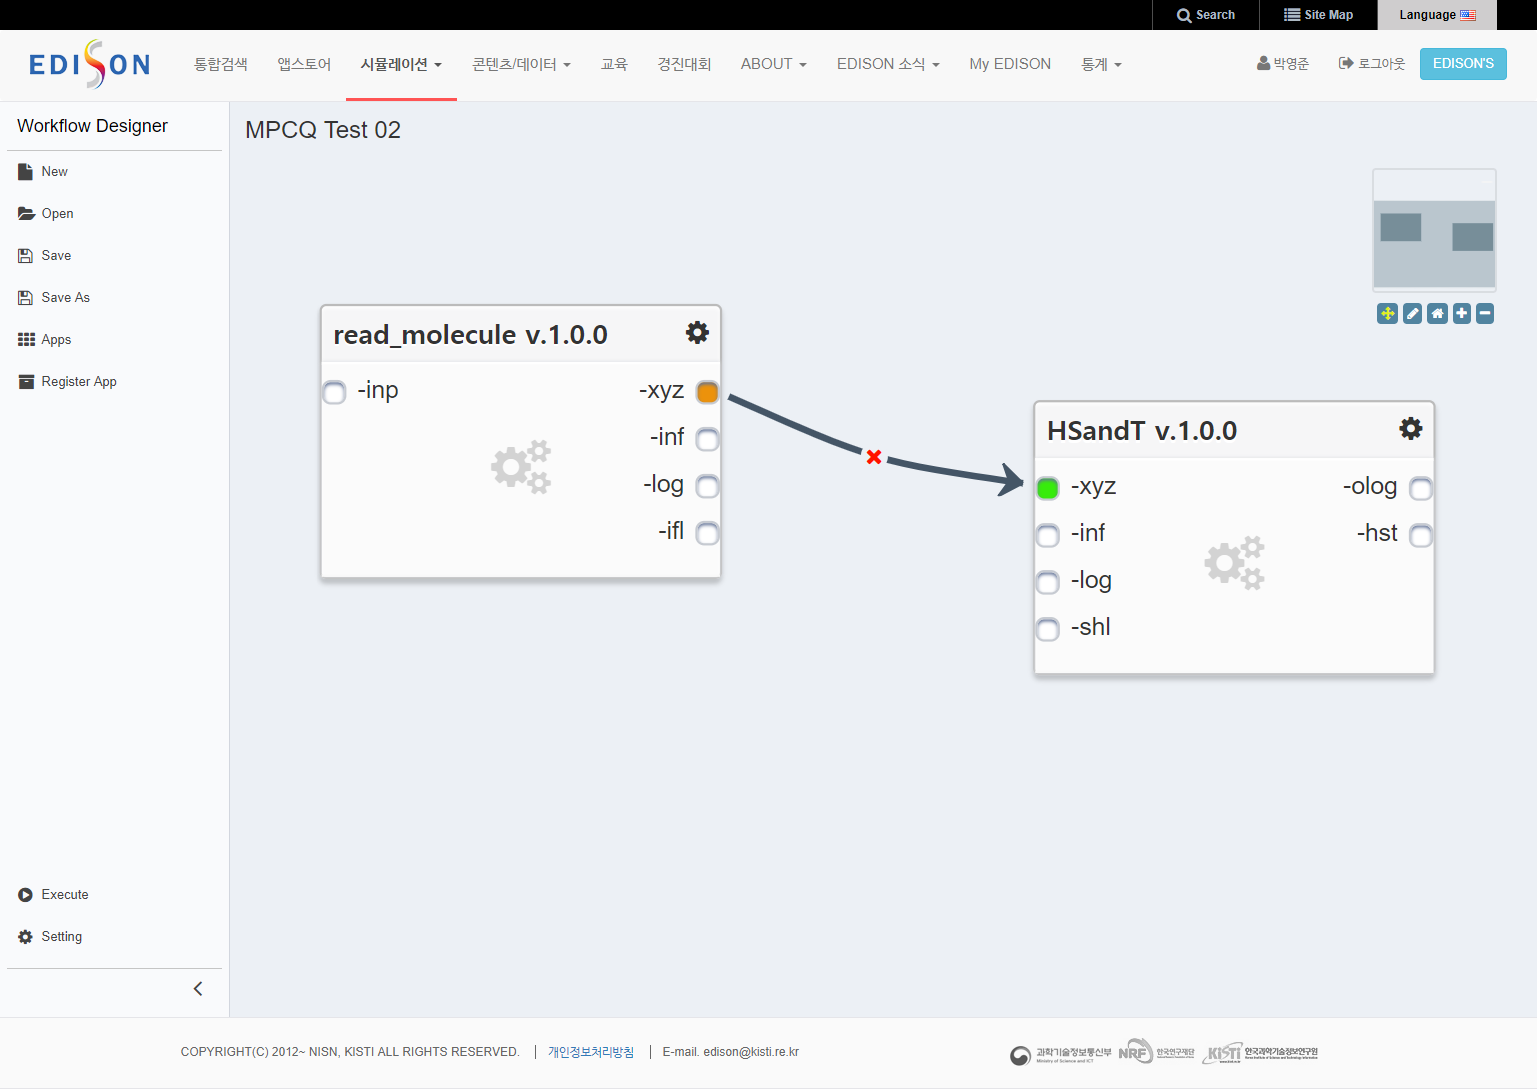 Search
Site Map
Language
EDISON
통합검색
앱스토어
시뮬레이션
콘텐츠/데이터
교육
경진대회
ABOUT
EDISON 소식
My EDISON
통계
박영준
로그아웃
EDISON'S
Workflow Designer
New
Open
Save
Save As
Apps
Register App
Execute
Setting
MPCQ Test 02
read_molecule v.1.0.0
-inp
-xyz
-inf
-log
-ifl
HSandT v.1.0.0
-xyz
-olog
-inf
-hst
-log
-shl
COPYRIGHT(C) 2012~ NISN, KISTI ALL RIGHTS RESERVED.
개인정보처리방침
E-mail. edison@kisti.re.kr
과학기술정보통신부
Ministry of Science and ICT
NRF 한국연구재단
KiSTi 한국과학기술정보연구원